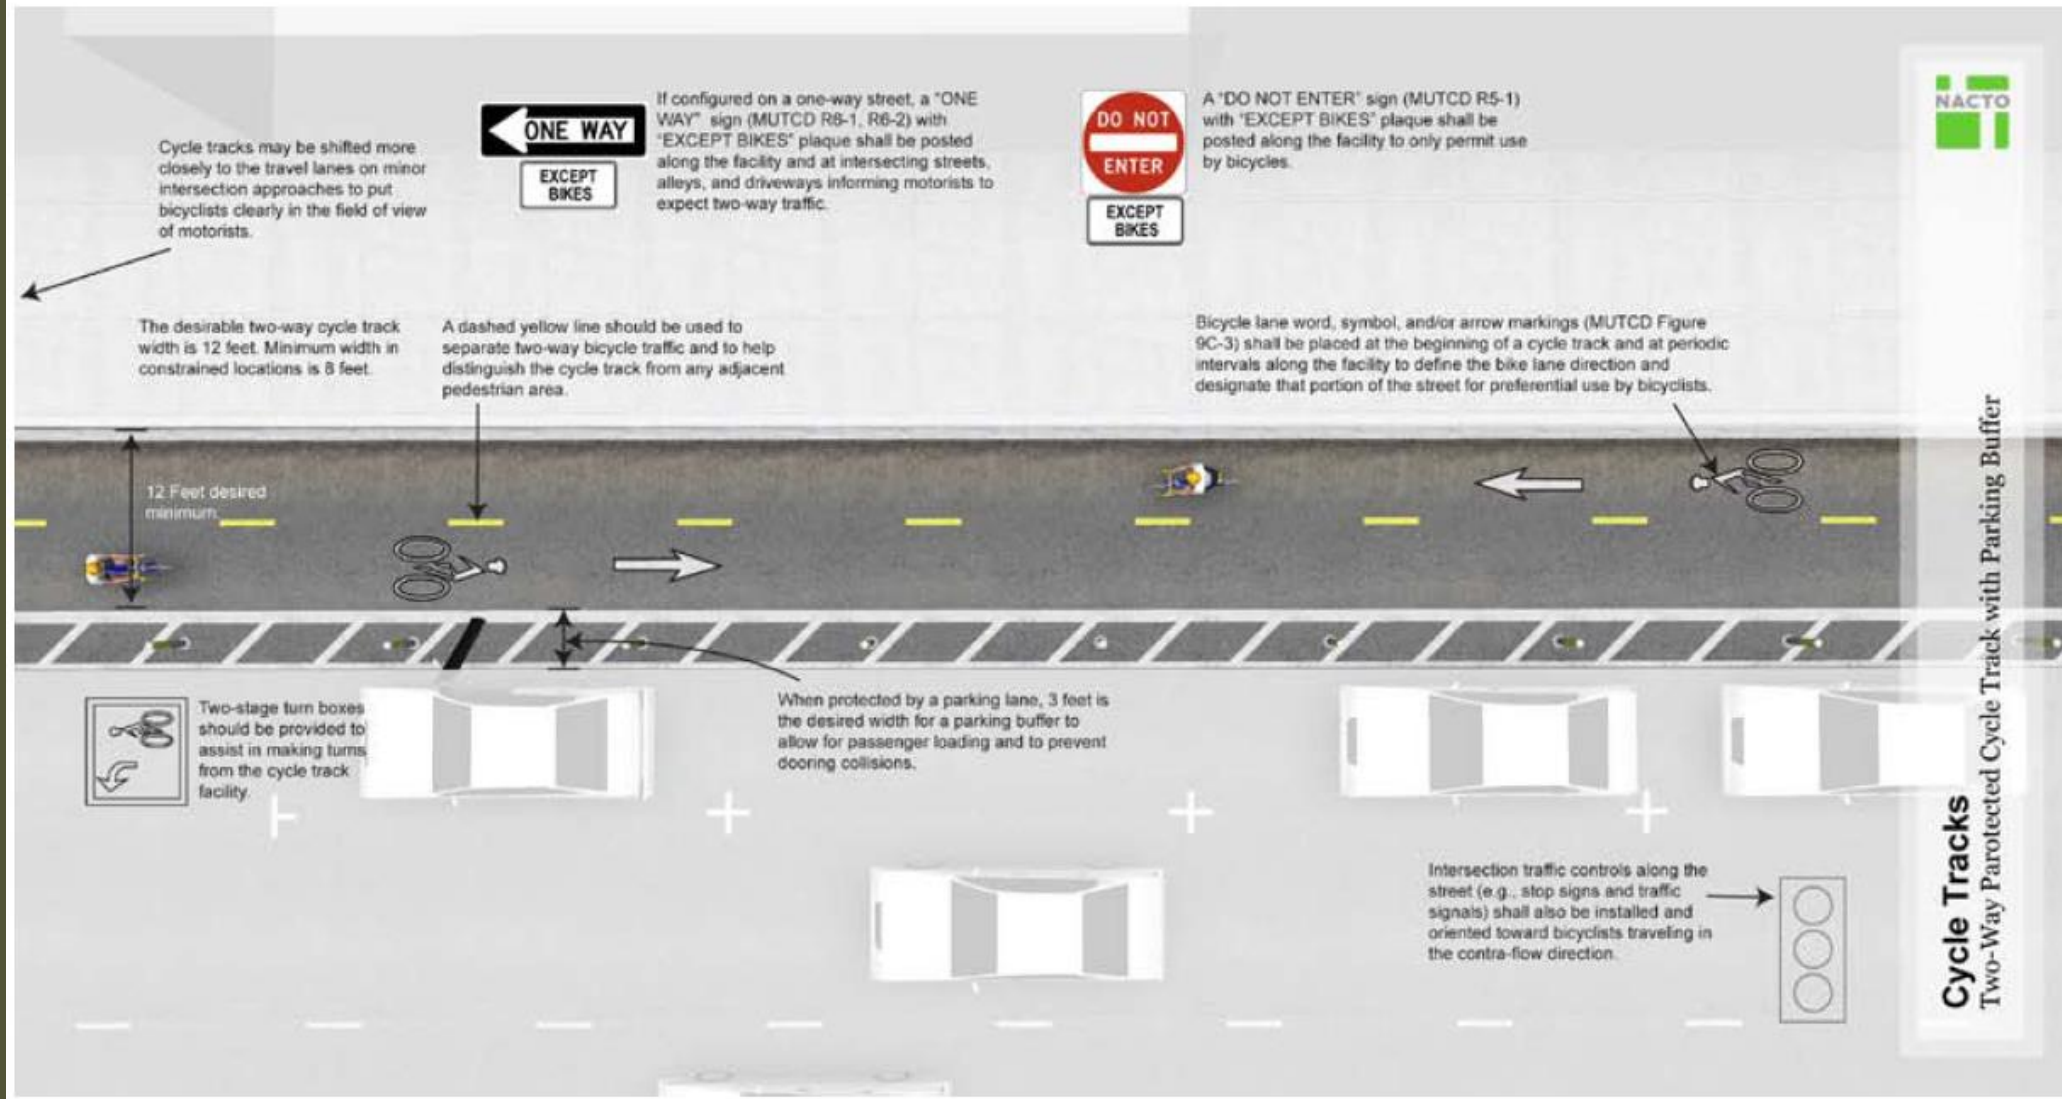 NACTO
Cycle tracks may be shifted more
closely to the travel lanes on minor
intersection approaches to put
bicyclists clearly in the field of view
of motorists.
ONE WAY
EXCEPT
BIKES
If configured on a one-way street, a "ONE
WAY" sign (MUTCD R6-1, R6-2) with
"EXCEPT BIKES" plaque shall be posted
along the facility and at intersecting streets,
alleys, and driveways informing motorists to
expect two-way traffic.
DO NOT
ENTER
EXCEPT
BIKES
A "DO NOT ENTER" sign (MUTCD R5-1)
with "EXCEPT BIKES" plaque shall be
posted along the facility to only permit use
by bicycles.
The desirable two-way cycle track
width is 12 feet. Minimum width in
constrained locations is 8 feet.
A dashed yellow line should be used to
separate two-way bicycle traffic and to help
distinguish the cycle track from any adjacent
pedestrian area.
Bicycle lane word, symbol, and/or arrow markings (MUTCD Figure
9C-3) shall be placed at the beginning of a cycle track and at periodic
intervals along the facility to define the bike lane direction and
designate that portion of the street for preferential use by bicyclists.
12 Feet desired
minimum.
Two-stage turn boxes
should be provided to
assist in making turns
from the cycle track
facility.
When protected by a parking lane, 3 feet is
the desired width for a parking buffer to
allow for passenger loading and to prevent
dooring collisions.
Intersection traffic controls along the
street (e.g., stop signs and traffic
signals) shall also be installed and
oriented toward bicyclists traveling in
the contra-flow direction.
Cycle Tracks
Two-Way Parotected Cycle Track with Parking Buffer